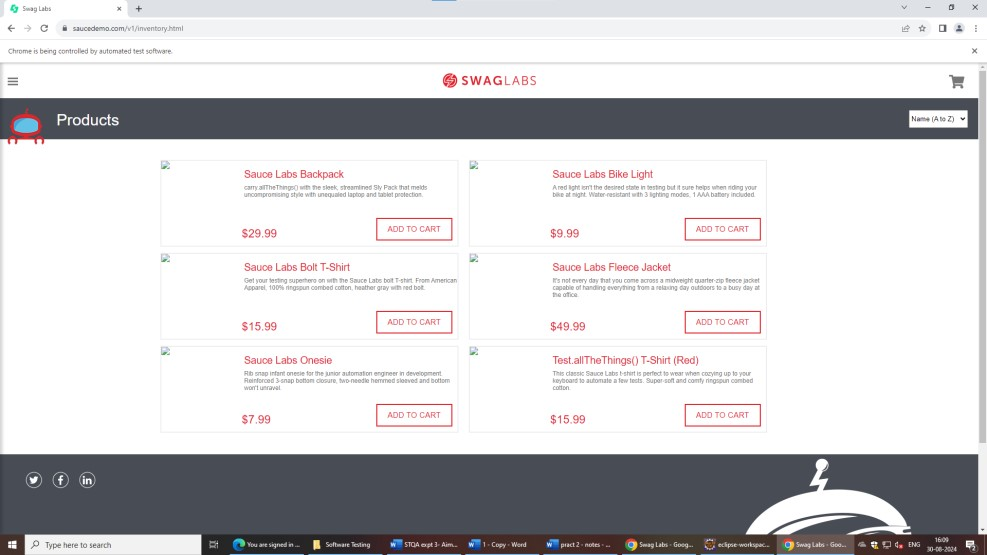 Swag Labs
saucedemo.com/v1/inventory.html
Chrome is being controlled by automated test software.
SWAGLABS
Products
Name (A to Z)
Sauce Labs Backpack
carry.allTheThings() with the sleek, streamlined Sly Pack that melds
uncompromising style with unequaled laptop and tablet protection.
$29.99
ADD TO CART
Sauce Labs Bike Light
A red light isn't the desired state in testing but it sure helps when riding your
bike at night. Water-resistant with 3 lighting modes, 1 AAA battery included.
$9.99
ADD TO CART
Sauce Labs Bolt T-Shirt
Get your testing superhero on with the Sauce Labs bolt T-shirt. From American
Apparel, 100% ringspun combed cotton, heather gray with red bolt.
$15.99
ADD TO CART
Sauce Labs Fleece Jacket
It's not every day that you come across a midweight quarter-zip fleece jacket
capable of handling everything from a relaxing day outdoors to a busy day at
the office.
$49.99
ADD TO CART
Sauce Labs Onesie
Rib snap infant onesie for the junior automation engineer in development.
Reinforced 3-snap bottom closure, two-needle hemmed sleeved and bottom
won't unravel.
$7.99
ADD TO CART
Test.allTheThings() T-Shirt (Red)
This classic Sauce Labs t-shirt is perfect to wear when cozying up to your
keyboard to automate a few tests. Super-soft and comfy ringspun combed
cotton.
$15.99
ADD TO CART
Type here to search
You are signed in ...
Software Testing
STQA expt 3- Aim...
1 - Copy - Word
pract 2 - notes - ...
Swag Labs - Goog...
eclipse-workspac...
Swag Labs - Goo...
ENG
16:09
30-08-2024
2